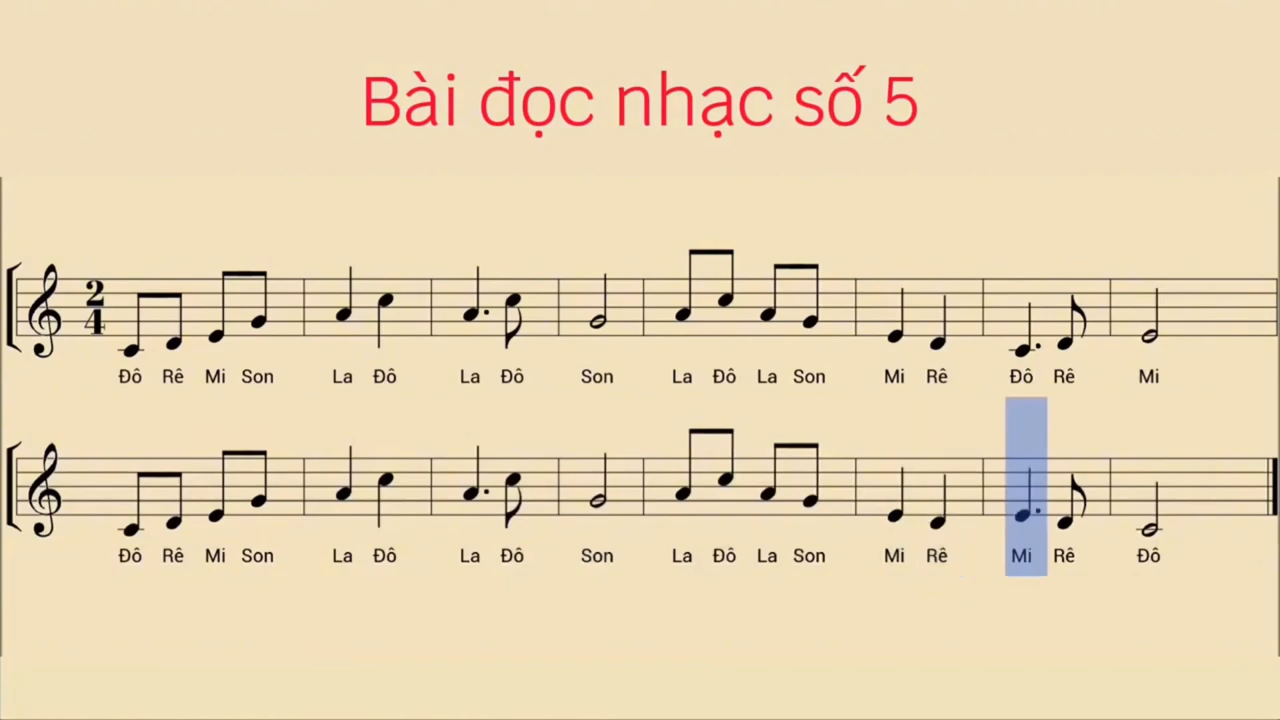 Bài đọc nhạc số 5
2
4
Đô Rê Mi Son La Đô La Đô Son La Đô La Son Mi Rê Đô Rê Mi
Đô Rê Mi Son La Đô La Đô Son La Đô La Son Mi Rê Mi Rê Đô